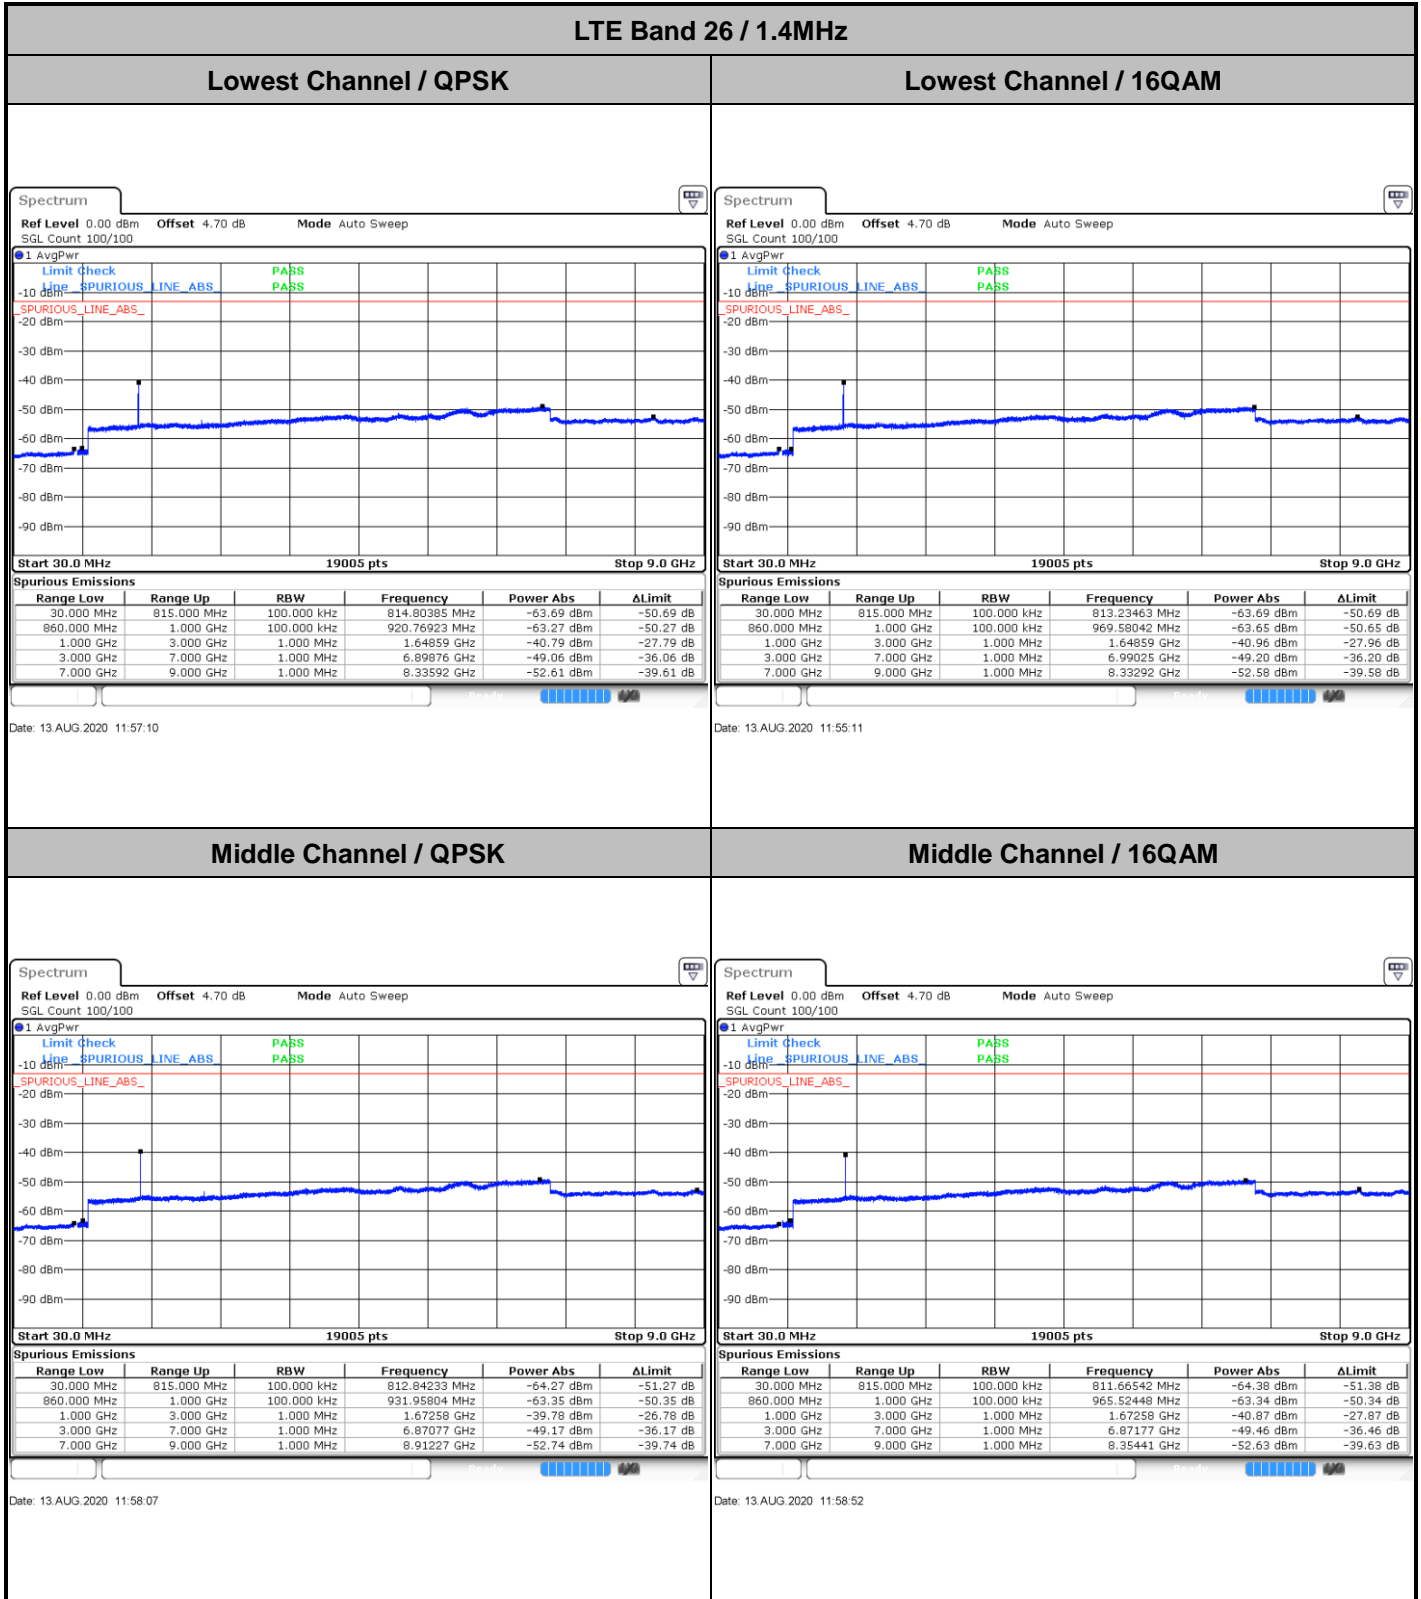 LTE Band 26 / 1.4MHz
Lowest Channel / QPSK
Lowest Channel / 16QAM
Spectrum
Ref Level 0.00 dBm Offset 4.70 dB Mode Auto Sweep
SGL Count 100/100
1 AvgPwr
Limit Check PASS
Line _SPURIOUS_LINE_ABS_ PASS
-10 dBm
_SPURIOUS_LINE_ABS_
-20 dBm
-30 dBm
-40 dBm
-50 dBm
-60 dBm
-70 dBm
-80 dBm
-90 dBm
Start 30.0 MHz 19005 pts Stop 9.0 GHz
Spurious Emissions
Range Low Range Up RBW Frequency Power Abs ΔLimit
30.000 MHz 815.000 MHz 100.000 kHz 814.80385 MHz -63.69 dBm -50.69 dB
860.000 MHz 1.000 GHz 100.000 kHz 920.76923 MHz -63.27 dBm -50.27 dB
1.000 GHz 3.000 GHz 1.000 MHz 1.64859 GHz -40.79 dBm -27.79 dB
3.000 GHz 7.000 GHz 1.000 MHz 6.89876 GHz -49.06 dBm -36.06 dB
7.000 GHz 9.000 GHz 1.000 MHz 8.33592 GHz -52.61 dBm -39.61 dB
Ready
Date: 13.AUG.2020 11:57:10
Spectrum
Ref Level 0.00 dBm Offset 4.70 dB Mode Auto Sweep
SGL Count 100/100
1 AvgPwr
Limit Check PASS
Line _SPURIOUS_LINE_ABS_ PASS
-10 dBm
_SPURIOUS_LINE_ABS_
-20 dBm
-30 dBm
-40 dBm
-50 dBm
-60 dBm
-70 dBm
-80 dBm
-90 dBm
Start 30.0 MHz 19005 pts Stop 9.0 GHz
Spurious Emissions
Range Low Range Up RBW Frequency Power Abs ΔLimit
30.000 MHz 815.000 MHz 100.000 kHz 813.23463 MHz -63.69 dBm -50.69 dB
860.000 MHz 1.000 GHz 100.000 kHz 969.58042 MHz -63.65 dBm -50.65 dB
1.000 GHz 3.000 GHz 1.000 MHz 1.64859 GHz -40.96 dBm -27.96 dB
3.000 GHz 7.000 GHz 1.000 MHz 6.99025 GHz -49.20 dBm -36.20 dB
7.000 GHz 9.000 GHz 1.000 MHz 8.33292 GHz -52.58 dBm -39.58 dB
Ready
Date: 13.AUG.2020 11:55:11
Middle Channel / QPSK
Middle Channel / 16QAM
Spectrum
Ref Level 0.00 dBm Offset 4.70 dB Mode Auto Sweep
SGL Count 100/100
1 AvgPwr
Limit Check PASS
Line _SPURIOUS_LINE_ABS_ PASS
-10 dBm
_SPURIOUS_LINE_ABS_
-20 dBm
-30 dBm
-40 dBm
-50 dBm
-60 dBm
-70 dBm
-80 dBm
-90 dBm
Start 30.0 MHz 19005 pts Stop 9.0 GHz
Spurious Emissions
Range Low Range Up RBW Frequency Power Abs ΔLimit
30.000 MHz 815.000 MHz 100.000 kHz 812.84233 MHz -64.27 dBm -51.27 dB
860.000 MHz 1.000 GHz 100.000 kHz 931.95804 MHz -63.35 dBm -50.35 dB
1.000 GHz 3.000 GHz 1.000 MHz 1.67258 GHz -39.78 dBm -26.78 dB
3.000 GHz 7.000 GHz 1.000 MHz 6.87077 GHz -49.17 dBm -36.17 dB
7.000 GHz 9.000 GHz 1.000 MHz 8.91227 GHz -52.74 dBm -39.74 dB
Ready
Date: 13.AUG.2020 11:58:07
Spectrum
Ref Level 0.00 dBm Offset 4.70 dB Mode Auto Sweep
SGL Count 100/100
1 AvgPwr
Limit Check PASS
Line _SPURIOUS_LINE_ABS_ PASS
-10 dBm
_SPURIOUS_LINE_ABS_
-20 dBm
-30 dBm
-40 dBm
-50 dBm
-60 dBm
-70 dBm
-80 dBm
-90 dBm
Start 30.0 MHz 19005 pts Stop 9.0 GHz
Spurious Emissions
Range Low Range Up RBW Frequency Power Abs ΔLimit
30.000 MHz 815.000 MHz 100.000 kHz 811.66542 MHz -64.38 dBm -51.38 dB
860.000 MHz 1.000 GHz 100.000 kHz 965.52448 MHz -63.34 dBm -50.34 dB
1.000 GHz 3.000 GHz 1.000 MHz 1.67258 GHz -40.87 dBm -27.87 dB
3.000 GHz 7.000 GHz 1.000 MHz 6.87177 GHz -49.46 dBm -36.46 dB
7.000 GHz 9.000 GHz 1.000 MHz 8.35441 GHz -52.63 dBm -39.63 dB
Ready
Date: 13.AUG.2020 11:58:52